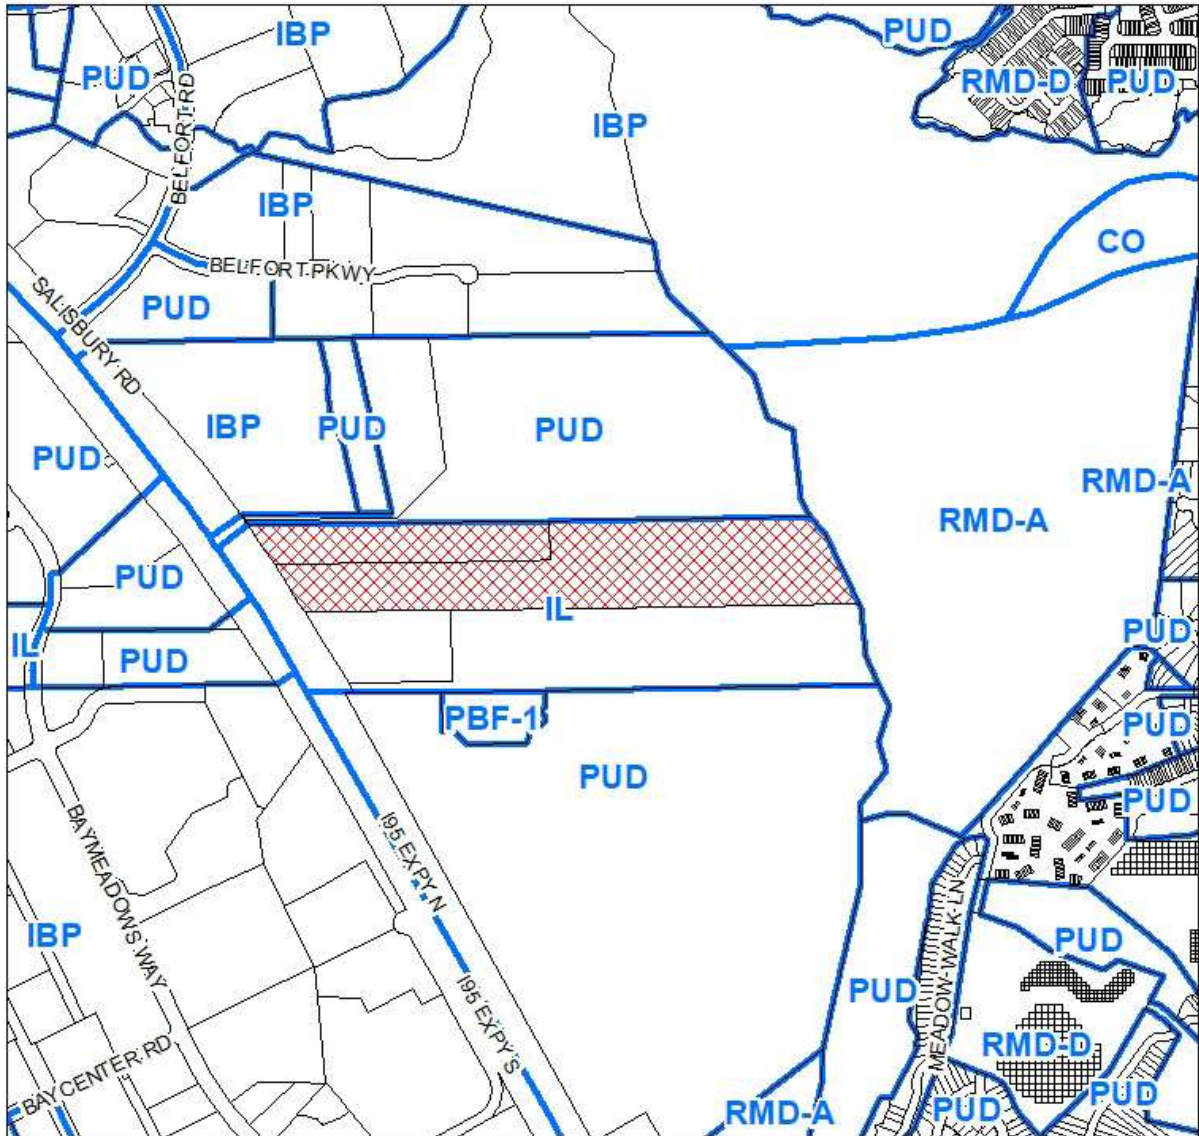 IBP
PUD
PUD
RMD-D
PUD
BELFORT RD
IBP
IBP
CO
BELFORT PKWY
SALISBURY RD
PUD
IBP
PUD
PUD
PUD
RMD-A
RMD-A
PUD
IL
PUD
IL
PUD
PUD
PBF-1
PUD
PUD
PUD
I95 EXPY N
BAYMEADOWS WAY
MEADOW WALK LN
IBP
PUD
I95 EXPY S
PUD
RMD-D
BAYCENTER RD
PUD
RMD-A
PUD